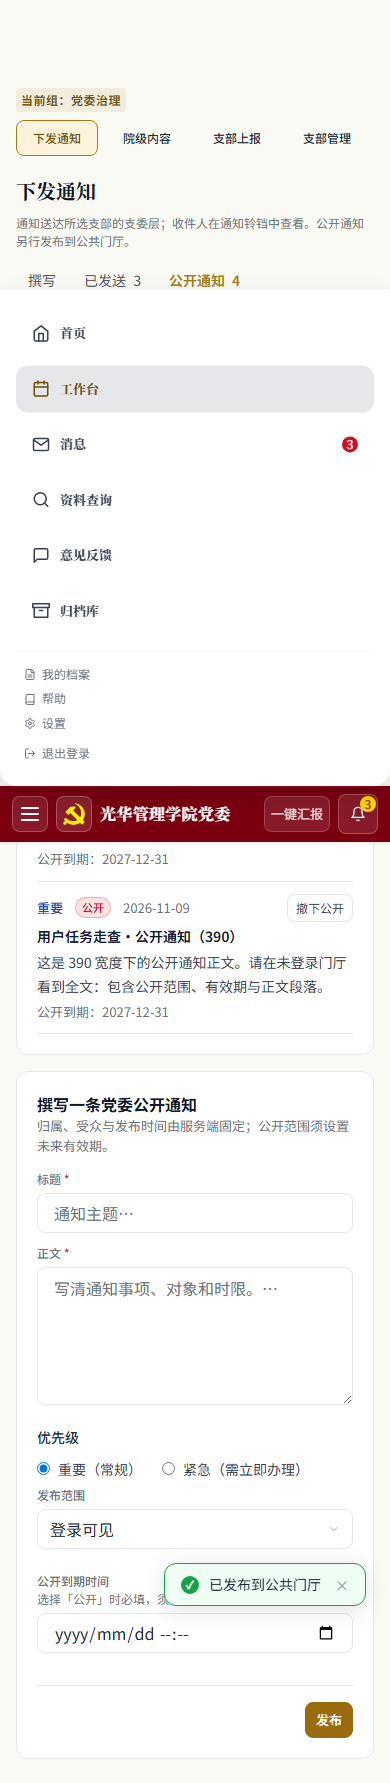 当前组：党委治理
下发通知 院级内容 支部上报 支部管理
下发通知
通知送达所选支部的支委层；收件人在通知铃铛中查看。公开通知
另行发布到公共门厅。
撰写 已发送 3 公开通知 4
首页
工作台
消息 3
资料查询
意见反馈
归档库
我的档案
帮助
设置
退出登录
光华管理学院党委 一键汇报 3
公开到期：2027-12-31
重要 公开 2026-11-09 撤下公开
用户任务走查·公开通知（390）
这是 390 宽度下的公开通知正文。请在未登录门厅
看到全文：包含公开范围、有效期与正文段落。
公开到期：2027-12-31
撰写一条党委公开通知
归属、受众与发布时间由服务端固定；公开范围须设置
未来有效期。
标题 *
通知主题…
正文 *
写清通知事项、对象和时限。…
优先级
重要（常规） 紧急（需立即办理）
发布范围
登录可见
已发布到公共门厅
公开到期时间
选择「公开」时必填，须
yyyy/mm/dd --:--
发布